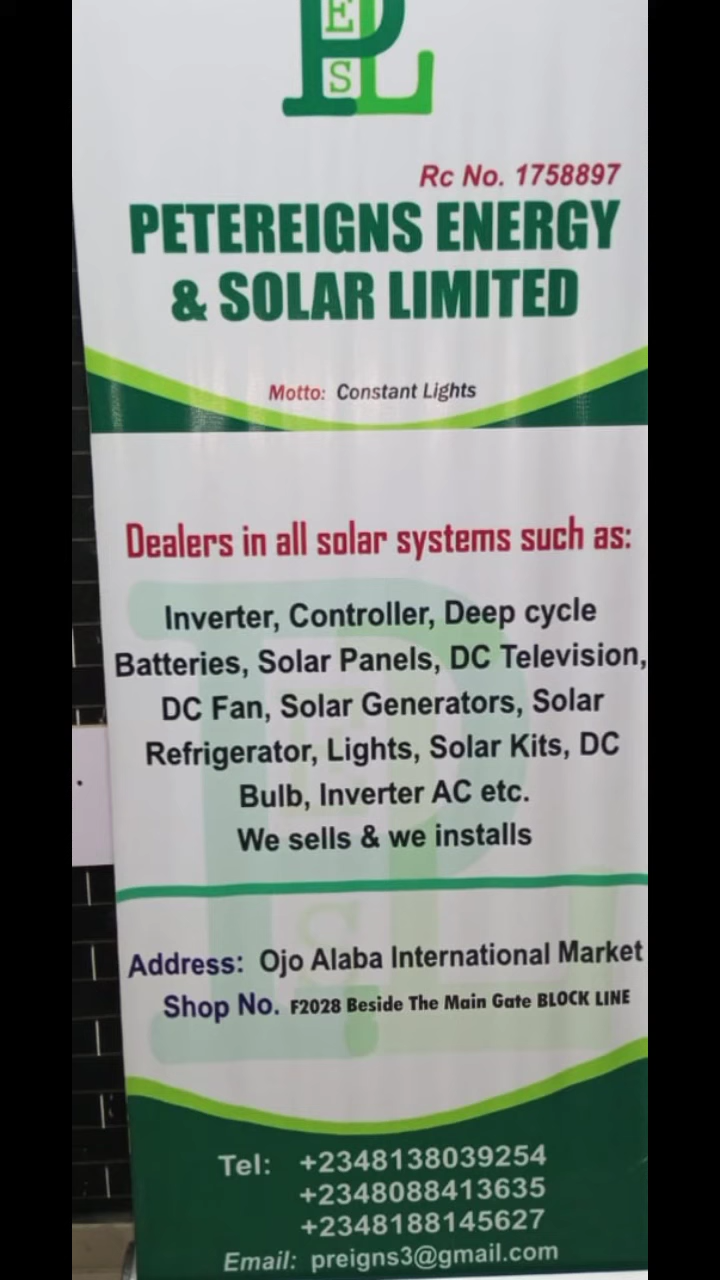 E
P L
S
Rc No. 1758897
PETEREIGNS ENERGY
& SOLAR LIMITED
Motto: Constant Lights
Dealers in all solar systems such as:
Inverter, Controller, Deep cycle
Batteries, Solar Panels, DC Television,
DC Fan, Solar Generators, Solar
Refrigerator, Lights, Solar Kits, DC
Bulb, Inverter AC etc.
We sells & we installs
Address: Ojo Alaba International Market
Shop No. F2028 Beside The Main Gate BLOCK LINE
Tel: +2348138039254
+2348088413635
+2348188145627
Email: preigns3@gmail.com